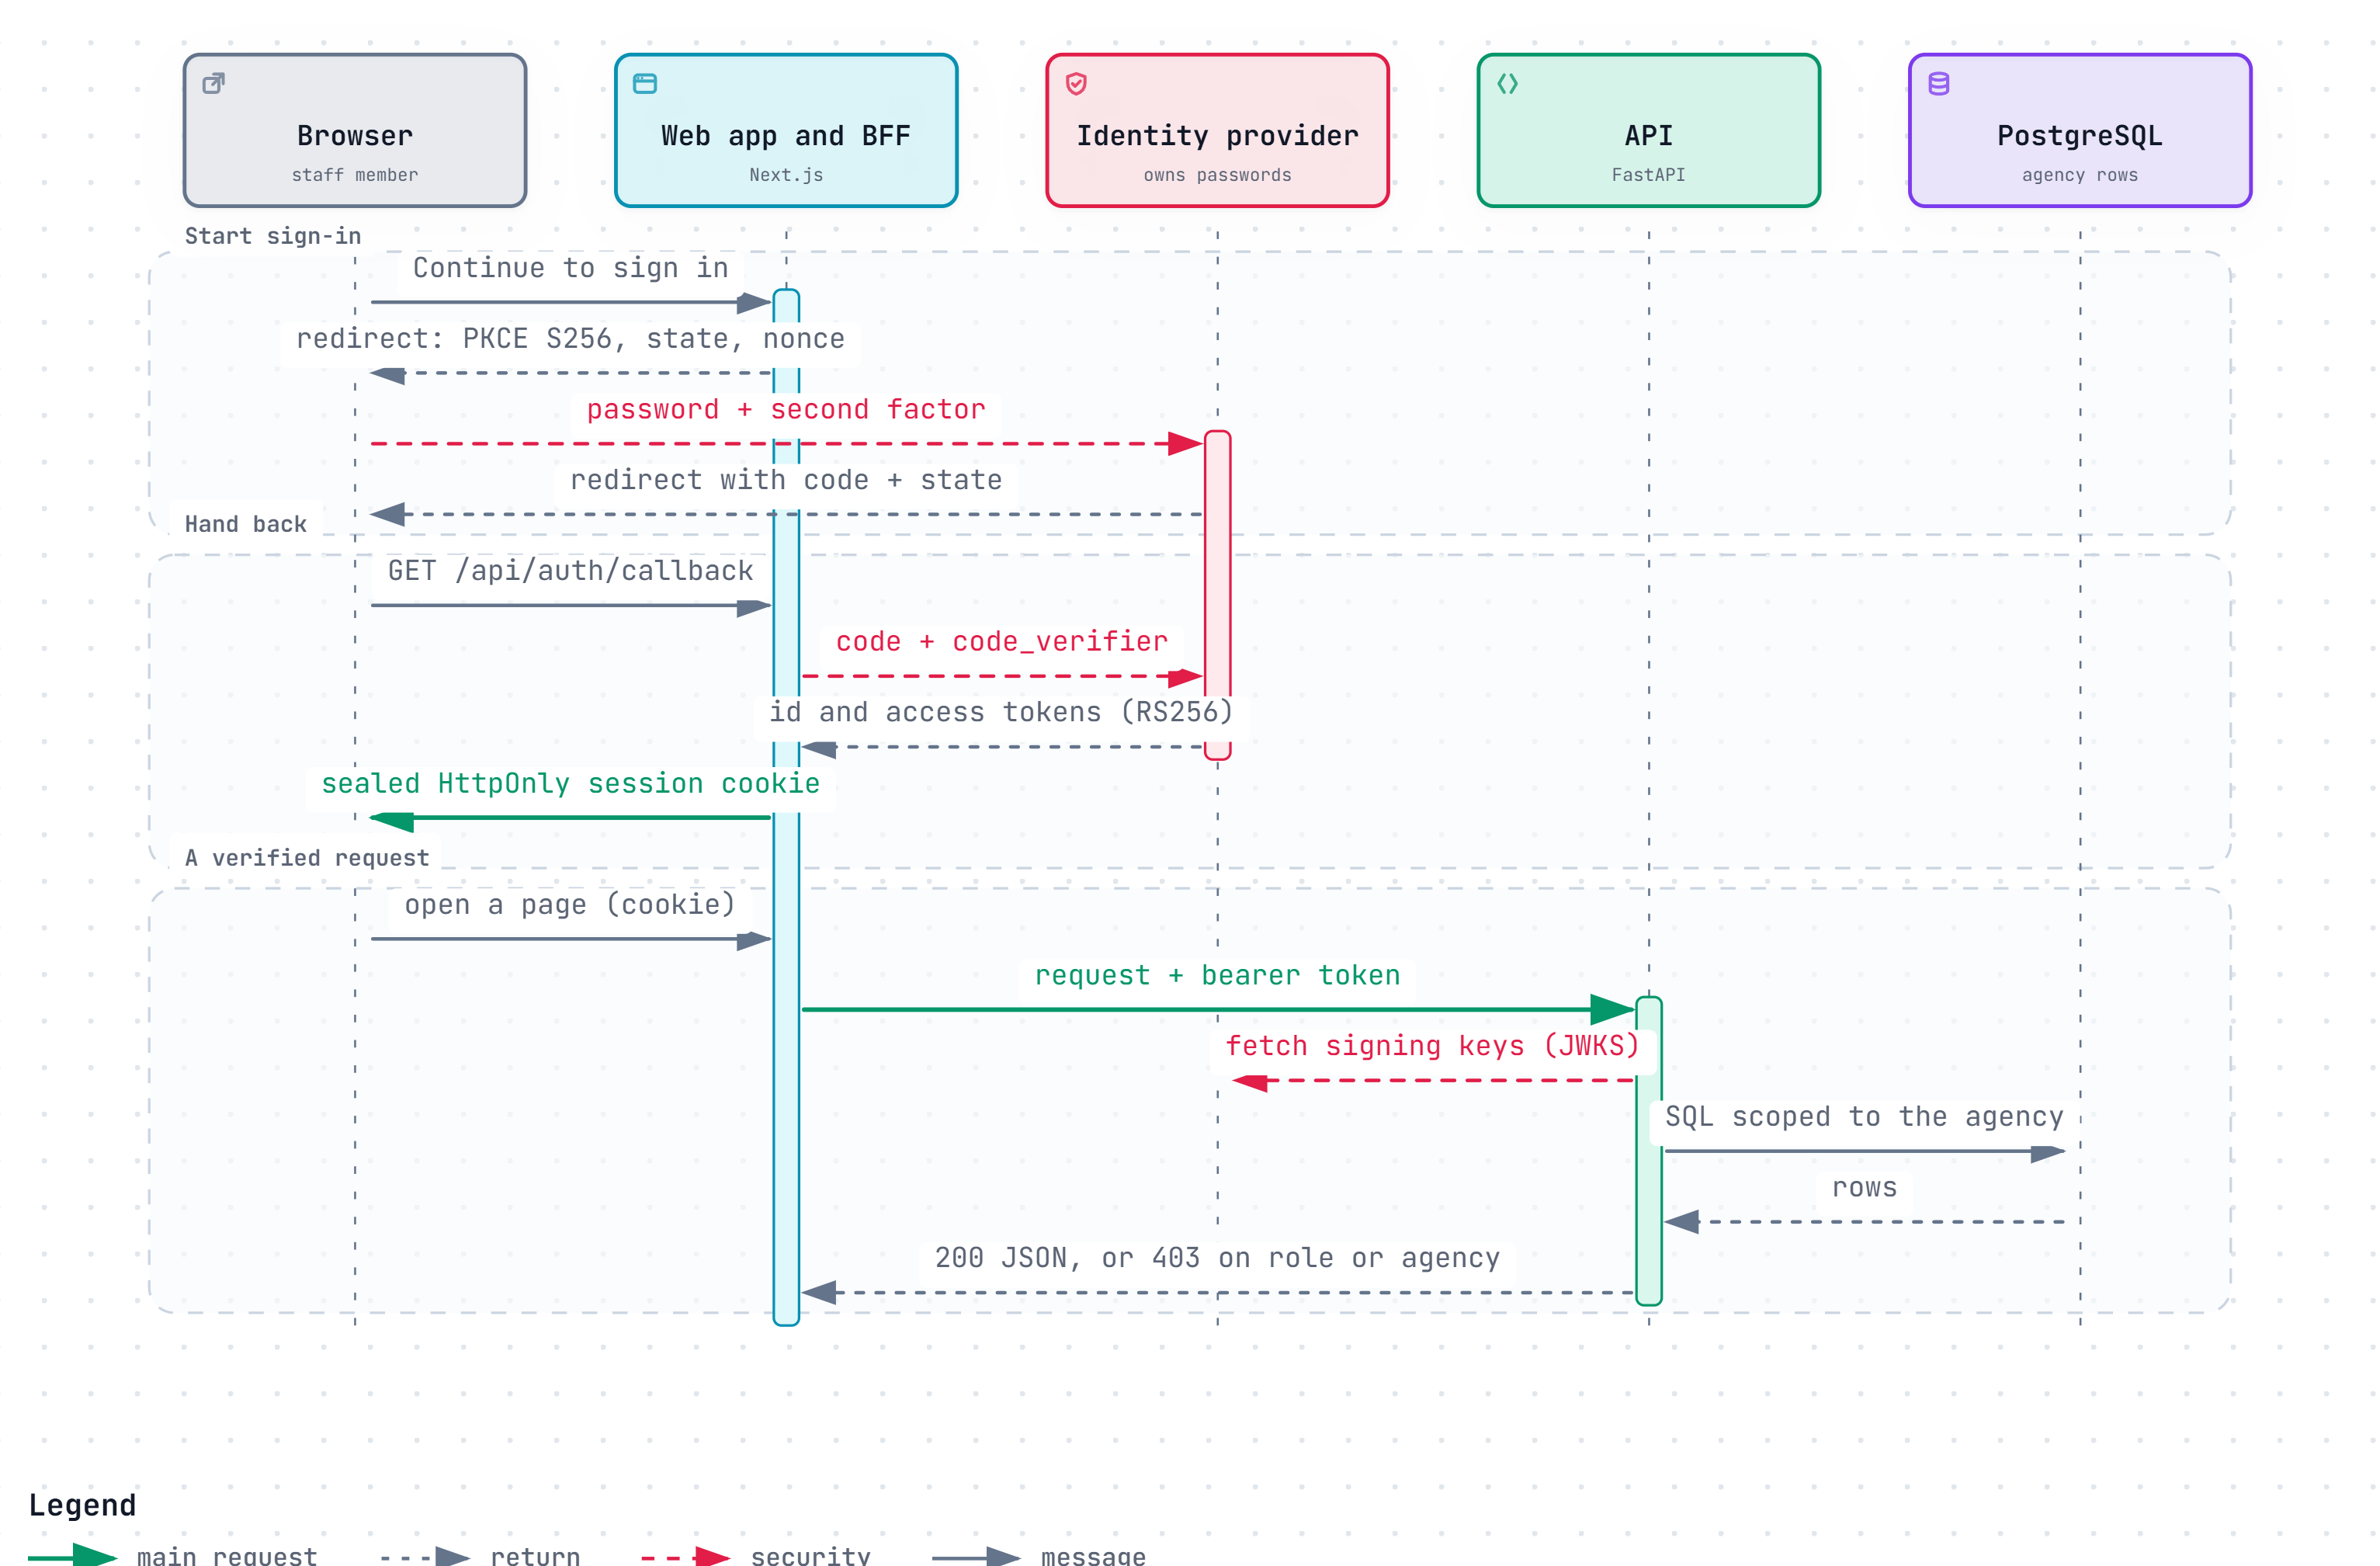 Browser
staff member
Web app and BFF
Next.js
Identity provider
owns passwords
API
FastAPI
PostgreSQL
agency rows
Start sign-in
Continue to sign in
redirect: PKCE S256, state, nonce
password + second factor
redirect with code + state
Hand back
GET /api/auth/callback
code + code_verifier
id and access tokens (RS256)
sealed HttpOnly session cookie
A verified request
open a page (cookie)
request + bearer token
fetch signing keys (JWKS)
SQL scoped to the agency
rows
200 JSON, or 403 on role or agency
Legend
main request
return
security
message